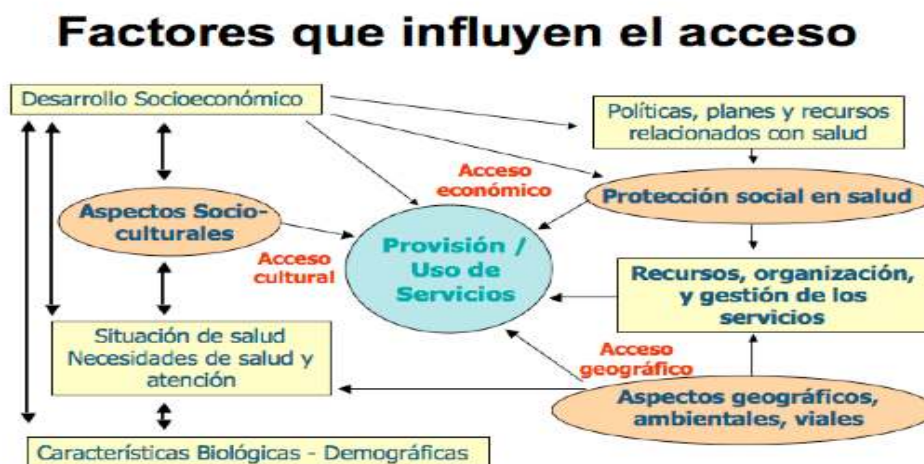 Factores que influyen el acceso
Desarrollo Socioeconómico
Políticas, planes y recursos
relacionados con salud
Acceso
económico
Protección social en salud
Aspectos Socio-
culturales
Acceso
cultural
Provisión /
Uso de
Servicios
Recursos, organización,
y gestión de los
servicios
Situación de salud
Necesidades de salud y
atención
Acceso
geográfico
Aspectos geográficos,
ambientales, viales
Características Biológicas - Demográficas